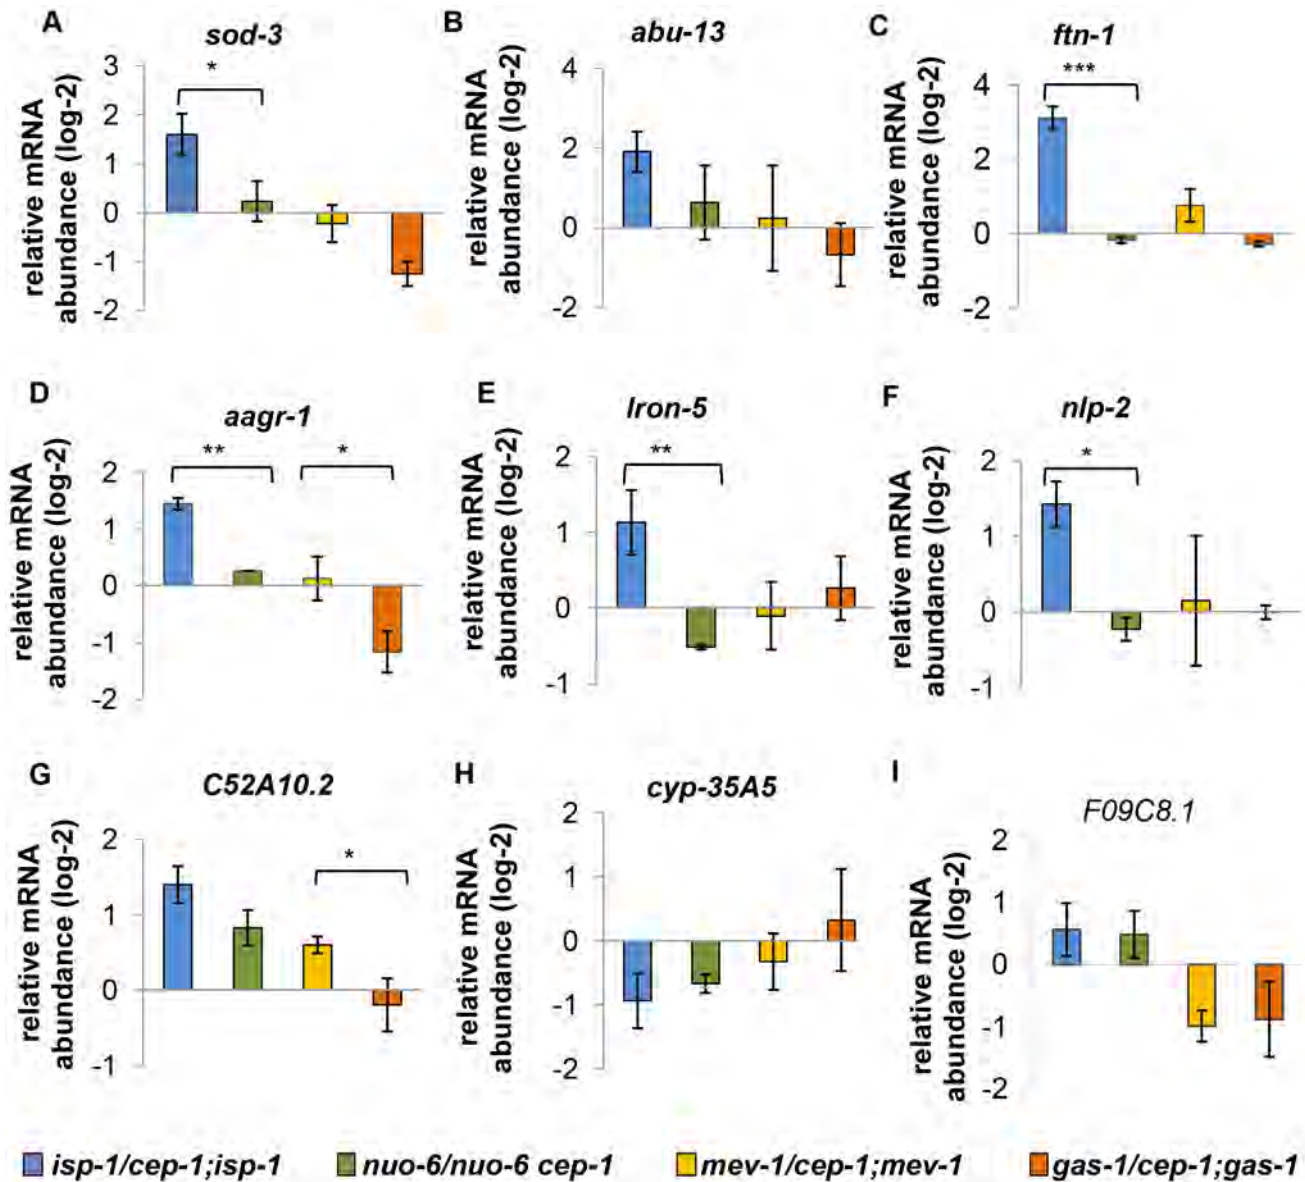 A sod-3
relative mRNA
abundance (log-2)
3
2
1
0
-1
-2
*
B abu-13
relative mRNA
abundance (log-2)
4
2
0
-2
C ftn-1
relative mRNA
abundance (log-2)
4
2
0
-2
***
D aagr-1
relative mRNA
abundance (log-2)
2
1
0
-1
-2
** *
E lron-5
relative mRNA
abundance (log-2)
2
1
0
-1
**
F nlp-2
relative mRNA
abundance (log-2)
2
1
0
-1
*
G C52A10.2
relative mRNA
abundance (log-2)
2
1
0
-1
*
H cyp-35A5
relative mRNA
abundance (log-2)
2
1
0
-1
-2
I F09C8.1
relative mRNA
abundance (log-2)
2
1
0
-1
-2
isp-1/cep-1;isp-1 nuo-6/nuo-6 cep-1 mev-1/cep-1;mev-1 gas-1/cep-1;gas-1